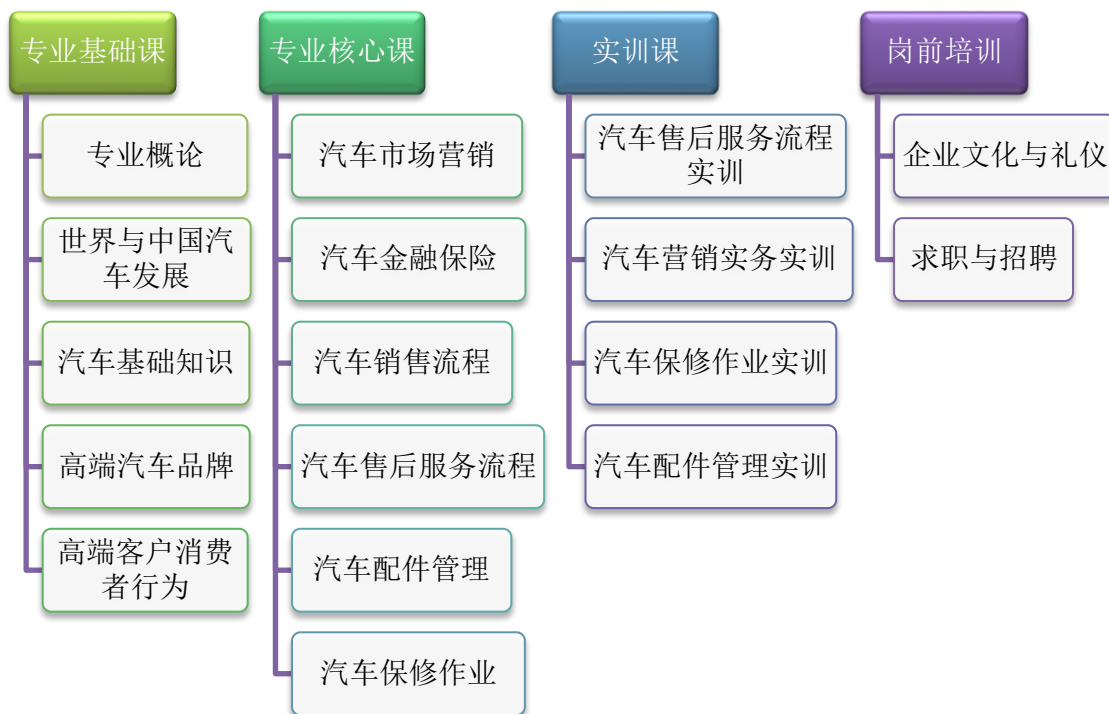 专业基础课
专业概论
世界与中国汽
车发展
汽车基础知识
高端汽车品牌
高端客户消费
者行为
专业核心课
汽车市场营销
汽车金融保险
汽车销售流程
汽车售后服务流程
汽车配件管理
汽车保修作业
实训课
汽车售后服务流程
实训
汽车营销实务实训
汽车保修作业实训
汽车配件管理实训
岗前培训
企业文化与礼仪
求职与招聘